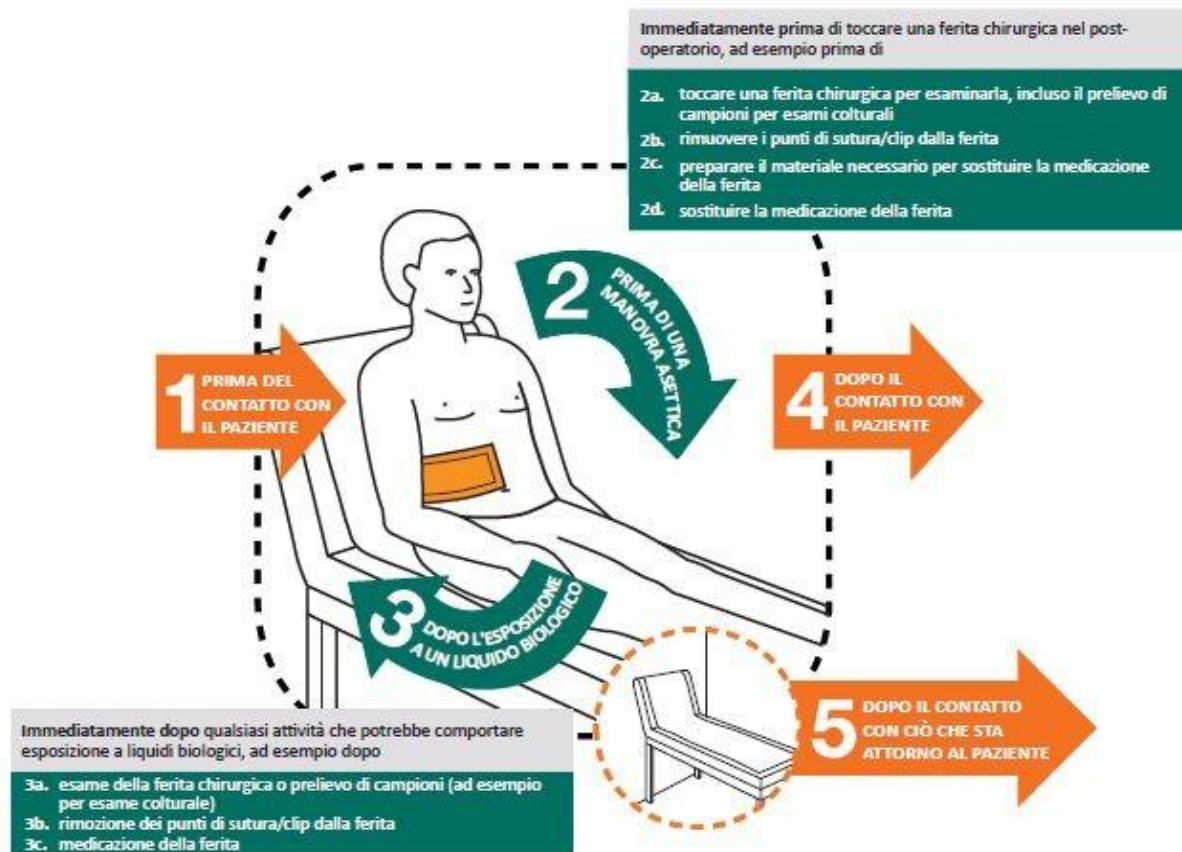 Immediatamente prima di toccare una ferita chirurgica nel post-
operatorio, ad esempio prima di
2a. toccare una ferita chirurgica per esaminarla, incluso il prelievo di
campioni per esami colturali
2b. rimuovere i punti di sutura/clip dalla ferita
2c. preparare il materiale necessario per sostituire la medicazione
della ferita
2d. sostituire la medicazione della ferita
1 PRIMA DEL
CONTATTO CON
IL PAZIENTE
2 PRIMA DI UNA
MANOVRA ASETTICA
4 DOPO IL
CONTATTO CON
IL PAZIENTE
3 DOPO L'ESPOSIZIONE
A UN LIQUIDO BIOLOGICO
5 DOPO IL CONTATTO
CON CIÒ CHE STA
ATTORNO AL PAZIENTE
Immediatamente dopo qualsiasi attività che potrebbe comportare
esposizione a liquidi biologici, ad esempio dopo
3a. esame della ferita chirurgica o prelievo di campioni (ad esempio
per esame colturale)
3b. rimozione dei punti di sutura/clip dalla ferita
3c. medicazione della ferita